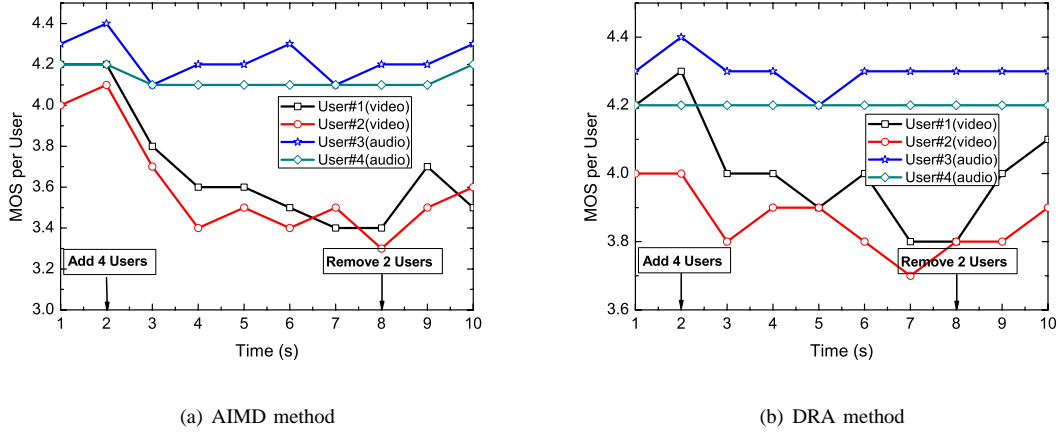 4.4
4.2
4.0
3.8
3.6
3.4
3.2
3.0
MOS per User
User#1(video)
User#2(video)
User#3(audio)
User#4(audio)
Add 4 Users
Remove 2 Users
1 2 3 4 5 6 7 8 9 10
Time (s)
(a) AIMD method
4.4
4.2
4.0
3.8
3.6
MOS per User
User#1(video)
User#2(video)
User#3(audio)
User#4(audio)
Add 4 Users
Remove 2 Users
1 2 3 4 5 6 7 8 9 10
Time (s)
(b) DRA method